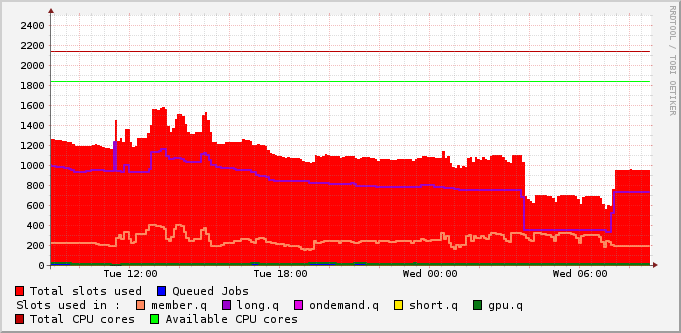 RRDTOOL / TOBI OETIKER
2400
2200
2000
1800
1600
1400
1200
1000
800
600
400
200
0
Tue 12:00 Tue 18:00 Wed 00:00 Wed 06:00
Total slots used Queued Jobs
Slots used in : member.q long.q ondemand.q short.q gpu.q
Total CPU cores Available CPU cores